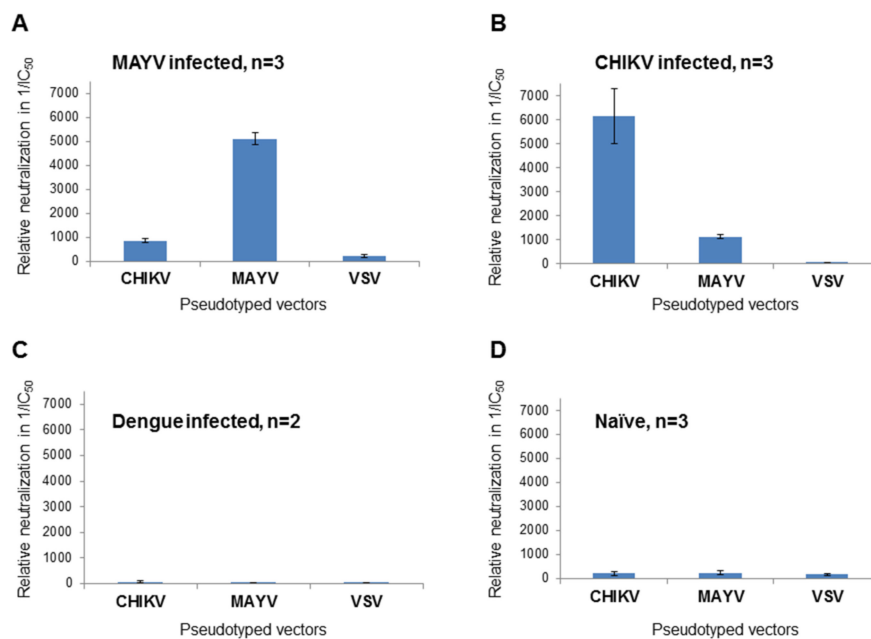 A
MAYV infected, n=3
Relative neutralization in 1/IC50
7000
6000
5000
4000
3000
2000
1000
0
CHIKV MAYV VSV
Pseudotyped vectors
B
CHIKV infected, n=3
Relative neutralization in 1/IC50
7000
6000
5000
4000
3000
2000
1000
0
CHIKV MAYV VSV
Pseudotyped vectors
C
Dengue infected, n=2
Relative neutralization in 1/IC50
7000
6000
5000
4000
3000
2000
1000
0
CHIKV MAYV VSV
Pseudotyped vectors
D
Naïve, n=3
Relative neutralization in 1/IC50
7000
6000
5000
4000
3000
2000
1000
0
CHIKV MAYV VSV
Pseudotyped vectors